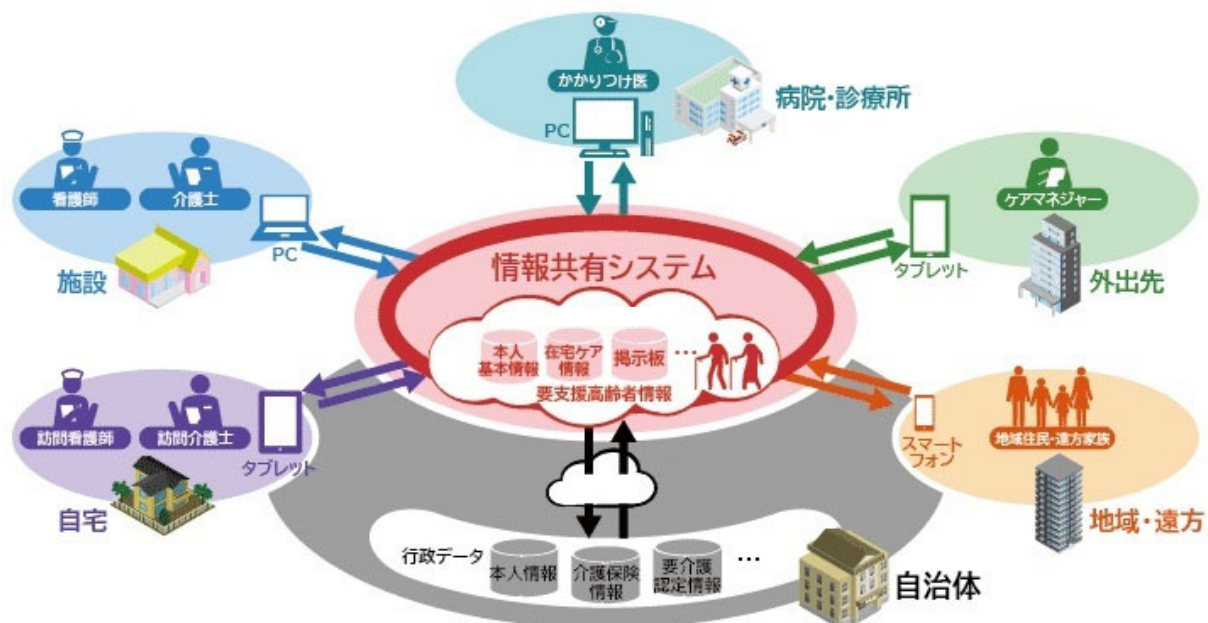 かかりつけ医
PC
病院・診療所
看護師
介護士
PC
施設
ケアマネジャー
タブレット
外出先
情報共有システム
本人
基本情報
在宅ケア
情報
掲示板
…
要支援高齢者情報
訪問看護師
訪問介護士
タブレット
自宅
地域住民・遠方家族
スマート
フォン
地域・遠方
行政データ
本人情報
介護保険
情報
要介護
認定情報
…
自治体